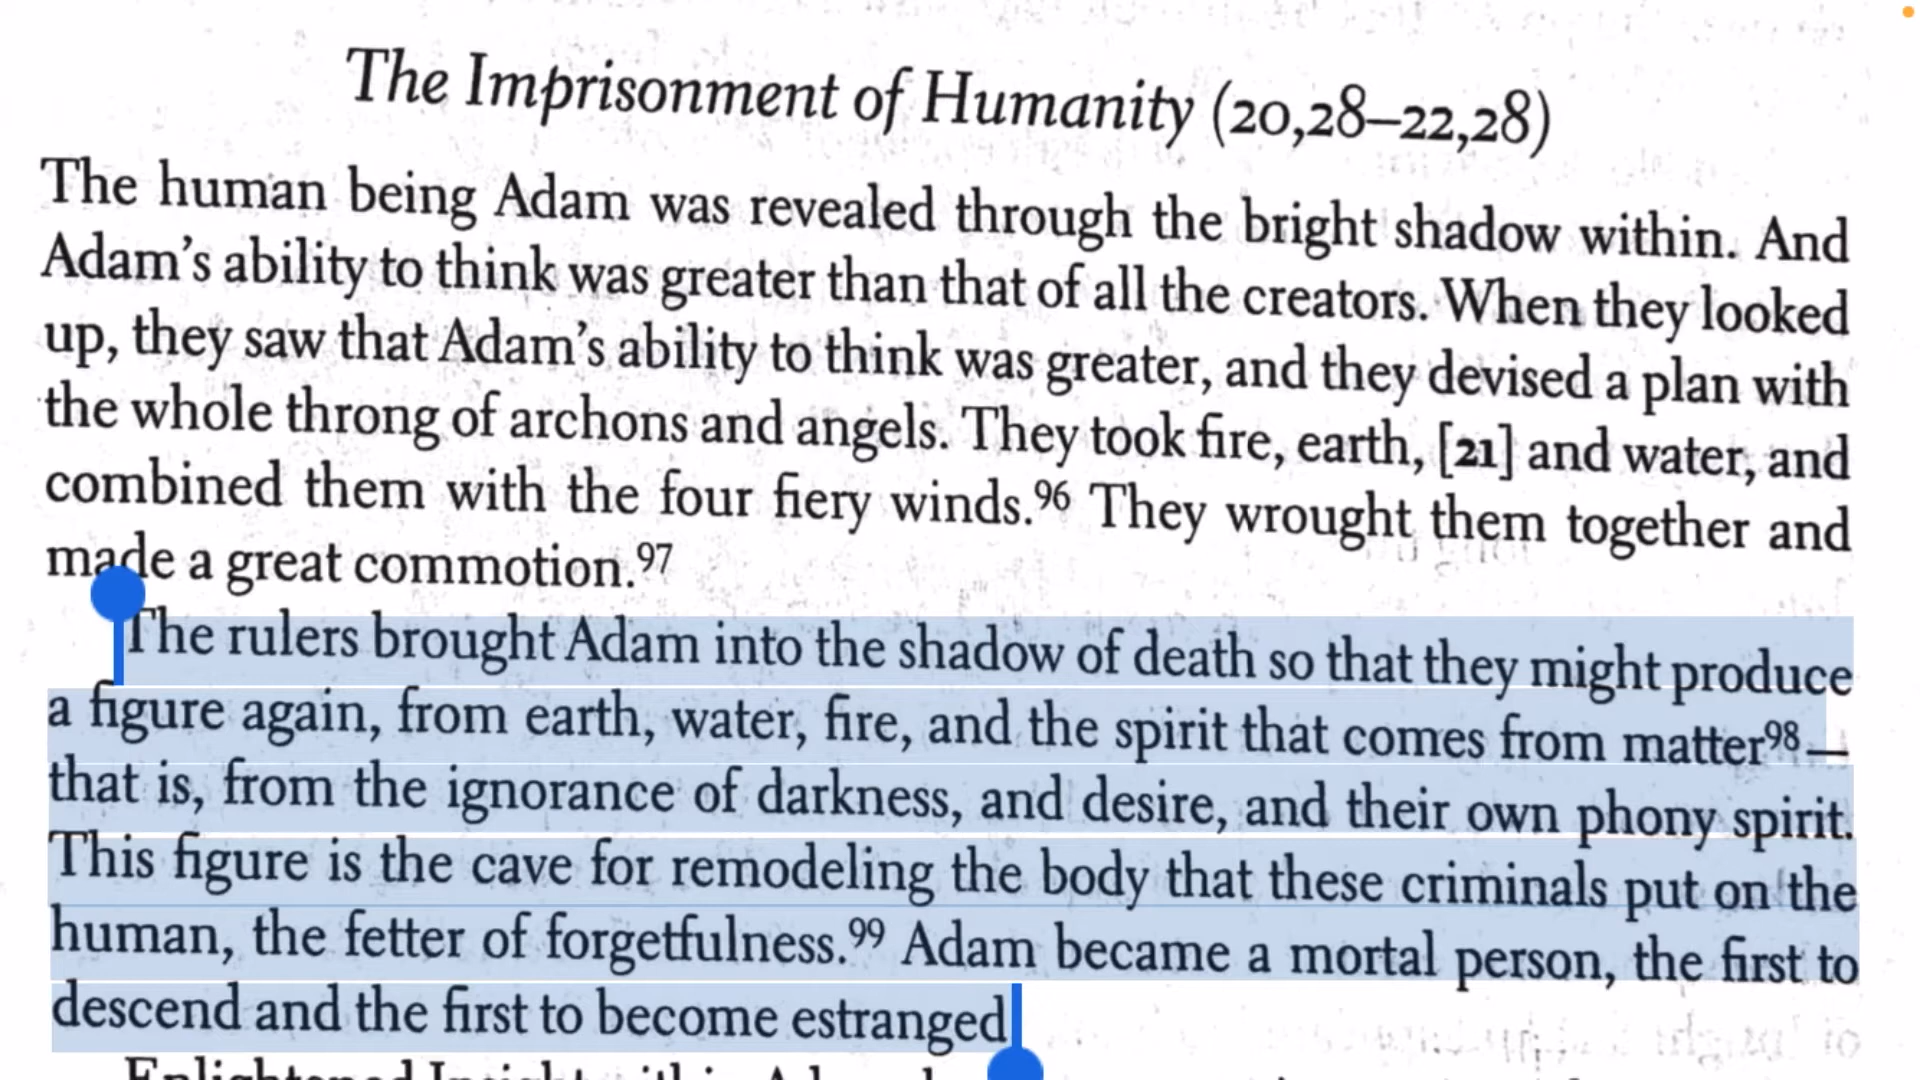 The Imprisonment of Humanity (20,28–22,28)
The human being Adam was revealed through the bright shadow within. And
Adam's ability to think was greater than that of all the creators. When they looked
up, they saw that Adam's ability to think was greater, and they devised a plan with
the whole throng of archons and angels. They took fire, earth, [21] and water, and
combined them with the four fiery winds.96 They wrought them together and
made a great commotion.97
The rulers brought Adam into the shadow of death so that they might produce
a figure again, from earth, water, fire, and the spirit that comes from matter98—
that is, from the ignorance of darkness, and desire, and their own phony spirit.
This figure is the cave for remodeling the body that these criminals put on the
human, the fetter of forgetfulness.99 Adam became a mortal person, the first to
descend and the first to become estranged
Enlightened Insight within Adam